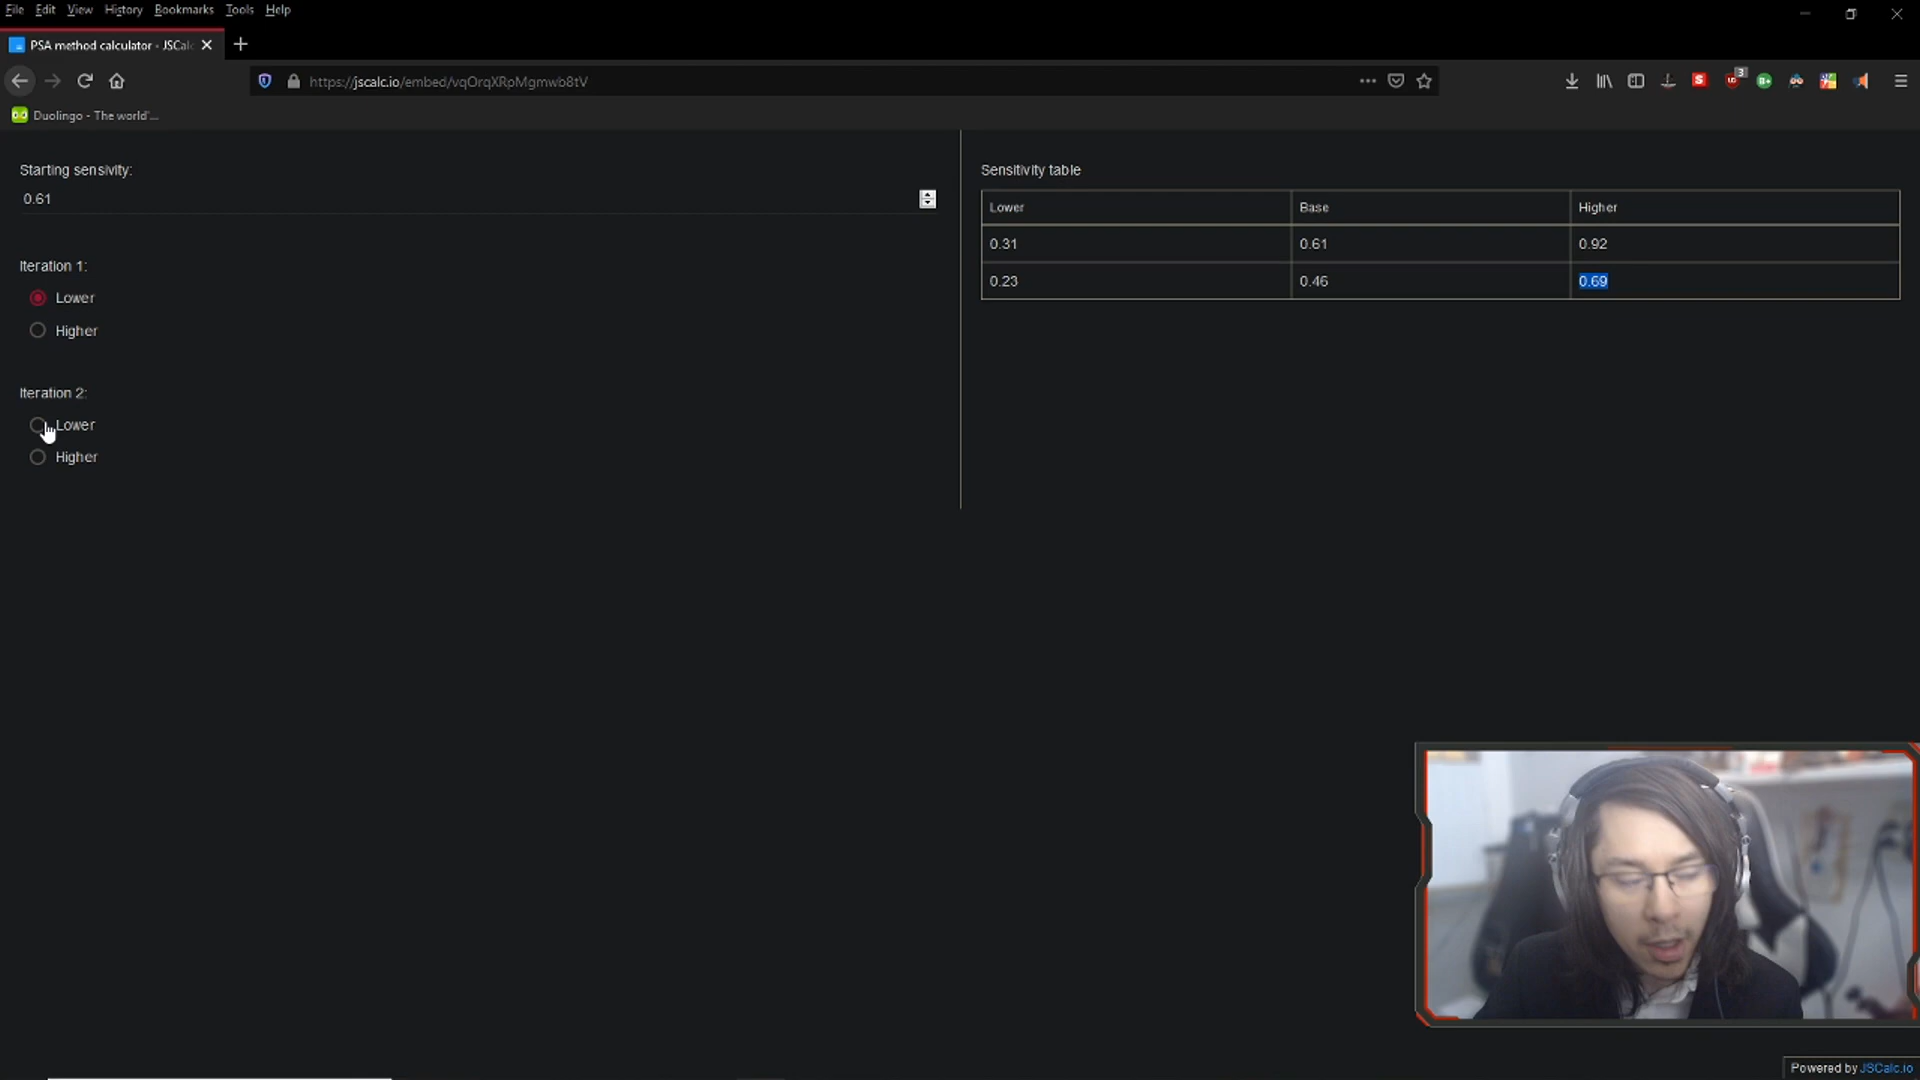 File Edit View History Bookmarks Tools Help
PSA method calculator - JSCalc
https://jscalc.io/embed/vqOrqXRpMgmwb8tV
3
Duolingo - The world'...
Starting sensivity:
0.61
Iteration 1:
Lower
Higher
Iteration 2:
Lower
Higher
Sensitivity table
Lower Base Higher
0.31 0.61 0.92
0.23 0.46 0.69
Powered by JSCalc.io